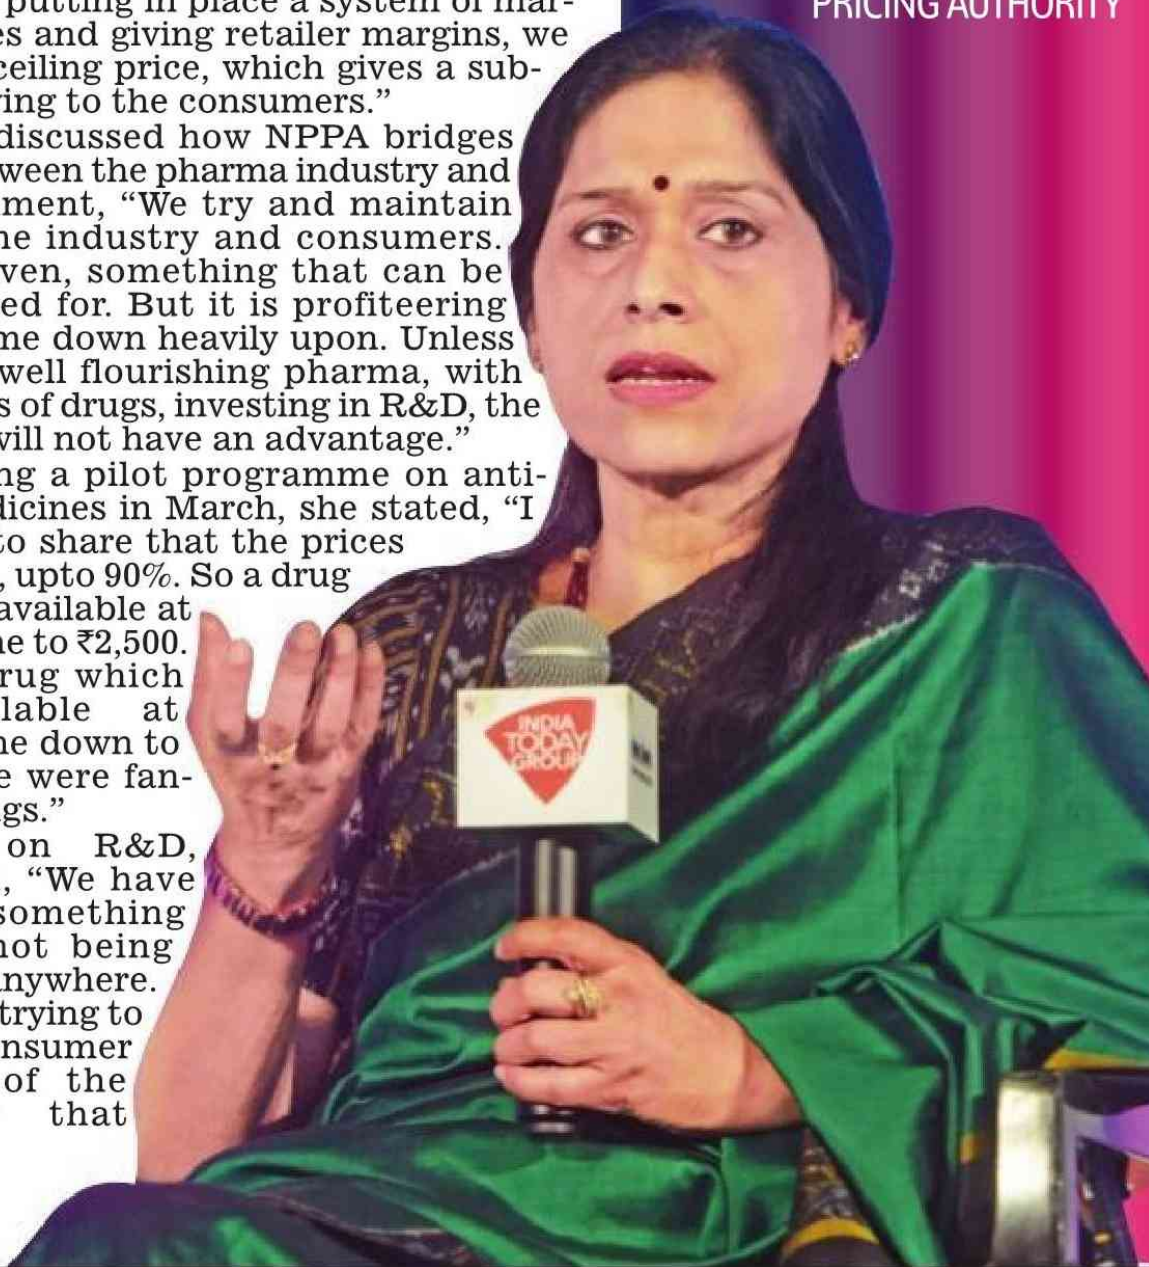 putting in place a system of mar-
es and giving retailer margins, we
ceiling price, which gives a sub-
ving to the consumers.”
discussed how NPPA bridges
ween the pharma industry and
ment, “We try and maintain
he industry and consumers.
ven, something that can be
ed for. But it is profiteering
me down heavily upon. Unless
well flourishing pharma, with
s of drugs, investing in R&D, the
will not have an advantage.”
ng a pilot programme on anti-
dicines in March, she stated, “I
to share that the prices
, upto 90%. So a drug
available at
ne to ₹2,500.
rug which
lable at
ne down to
e were fan-
gs.”
on R&D,
, “We have
something
not being
nywhere.
trying to
nsumer
of the
that
PRICING AUTHORITY
INDIA
TODAY
GROUP